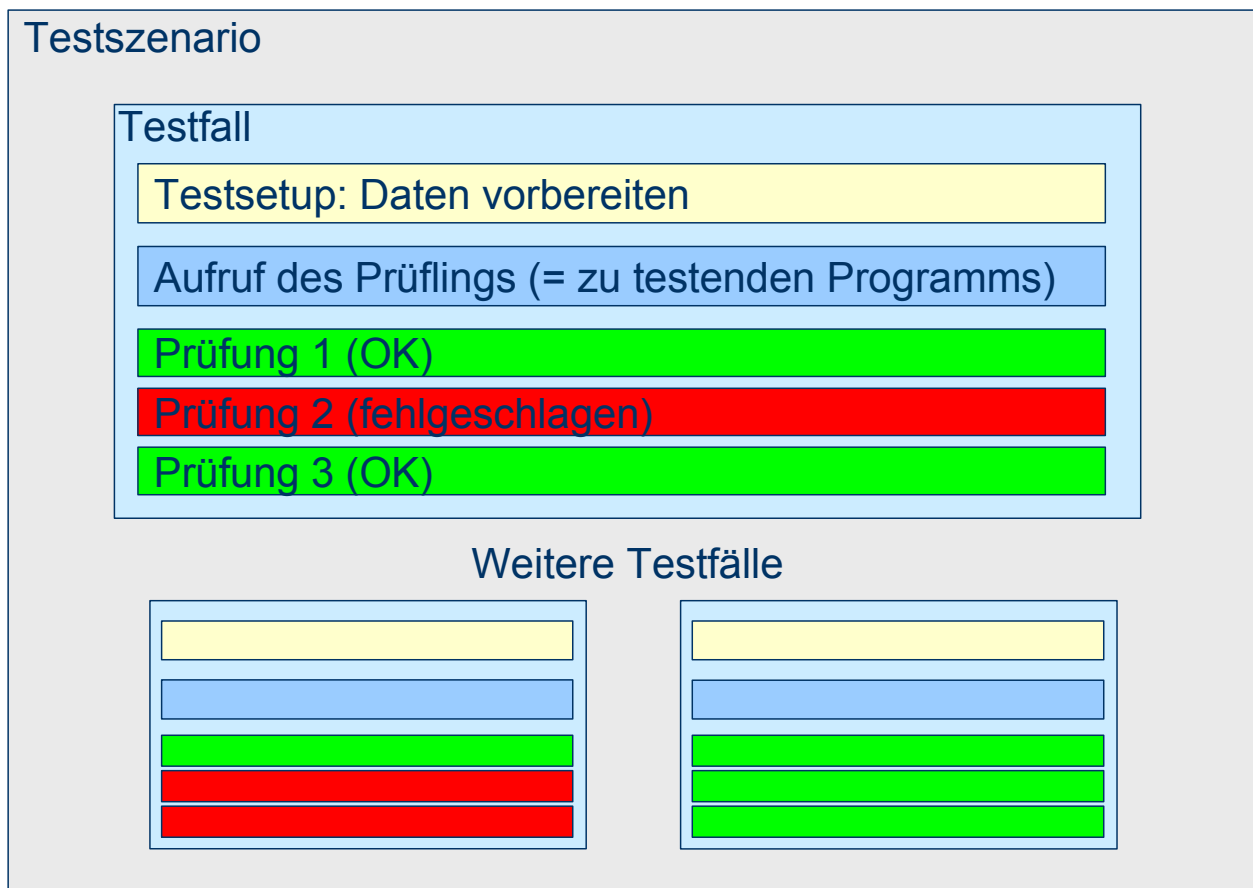 Testszenario
Testfall
Testsetup: Daten vorbereiten
Aufruf des Prüflings (= zu testenden Programms)
Prüfung 1 (OK)
Prüfung 2 (fehlgeschlagen)
Prüfung 3 (OK)
Weitere Testfälle